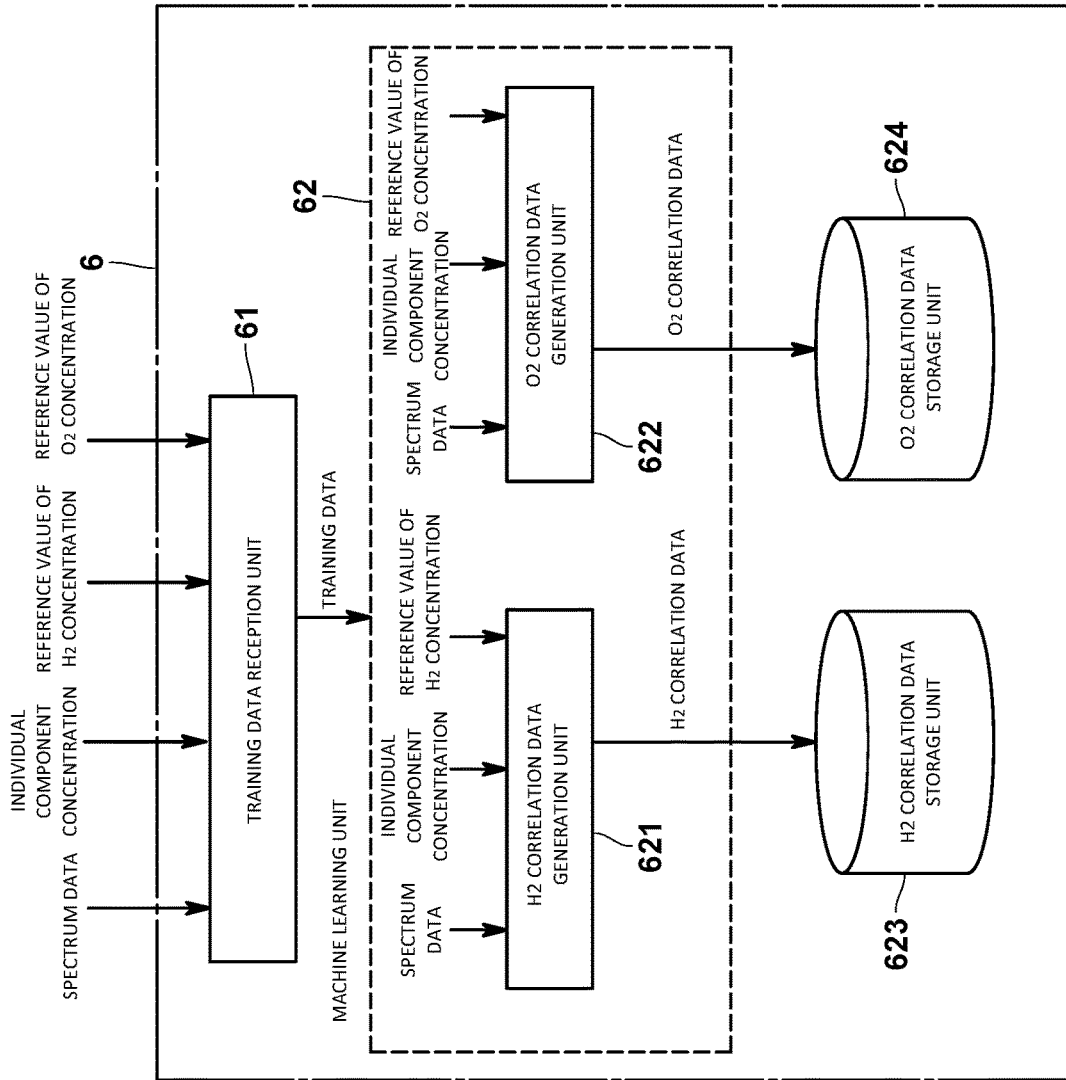 SPECTRUM DATA
INDIVIDUAL
COMPONENT
CONCENTRATION
REFERENCE VALUE OF
H2 CONCENTRATION
REFERENCE VALUE OF
O2 CONCENTRATION
6
TRAINING DATA RECEPTION UNIT
61
TRAINING DATA
MACHINE LEARNING UNIT
62
SPECTRUM
DATA
INDIVIDUAL
COMPONENT
CONCENTRATION
REFERENCE VALUE OF
H2 CONCENTRATION
SPECTRUM
DATA
INDIVIDUAL
COMPONENT
CONCENTRATION
REFERENCE VALUE OF
O2 CONCENTRATION
H2 CORRELATION DATA
GENERATION UNIT
621
O2 CORRELATION DATA
GENERATION UNIT
622
H2 CORRELATION DATA
O2 CORRELATION DATA
H2 CORRELATION DATA
STORAGE UNIT
623
O2 CORRELATION DATA
STORAGE UNIT
624